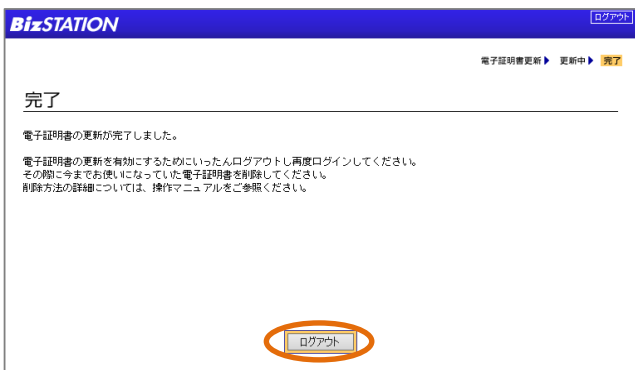 BizSTATION
ログアウト
電子証明書更新▶ 更新中▶ 完了
完了
電子証明書の更新が完了しました。
電子証明書の更新を有効にするためにいったんログアウトし再度ログインしてください。
その際に今までお使いになっていた電子証明書を削除してください。
削除方法の詳細については、操作マニュアルをご参照ください。
ログアウト